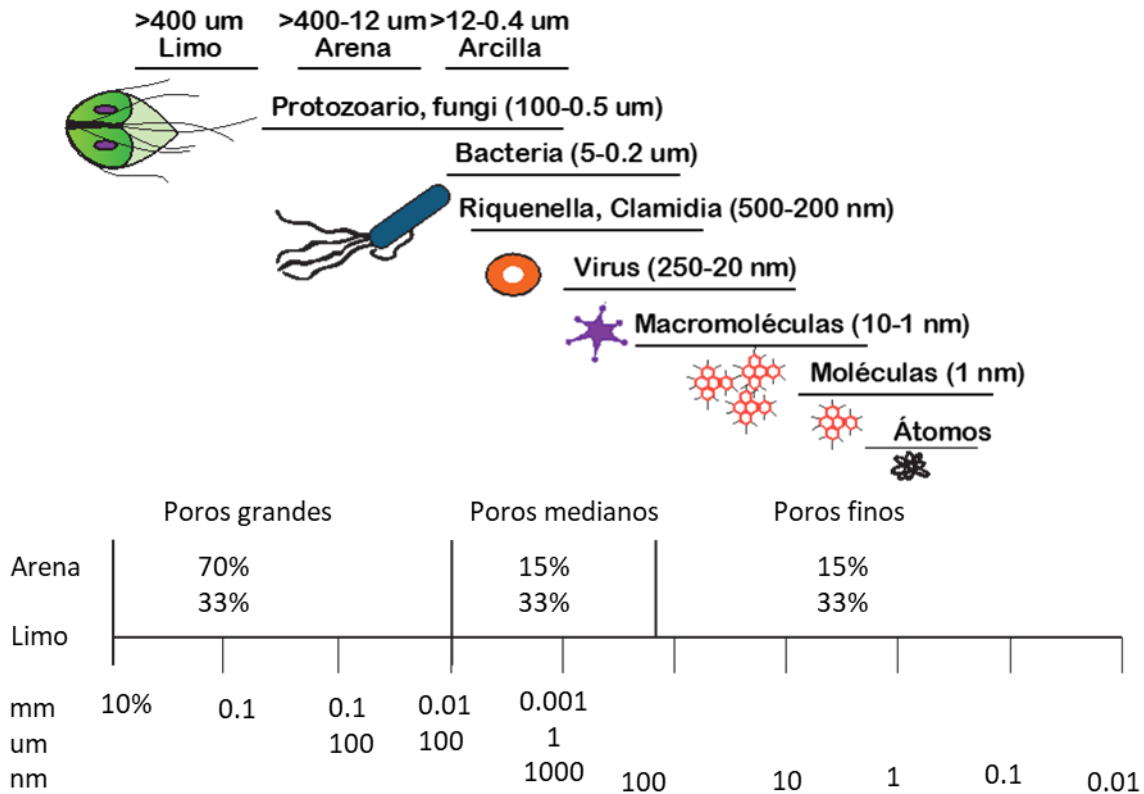 >400 um >400-12 um >12-0.4 um
Limo Arena Arcilla
Protozoario, fungi (100-0.5 um)
Bacteria (5-0.2 um)
Riquenella, Clamidia (500-200 nm)
Virus (250-20 nm)
Macromoléculas (10-1 nm)
Moléculas (1 nm)
Átomos
Poros grandes Poros medianos Poros finos
Arena 70% 15% 15%
33% 33% 33%
Limo
mm 10% 0.1 0.1 0.01 0.001
um 100 100 1
nm 1000 100 10 1 0.1 0.01